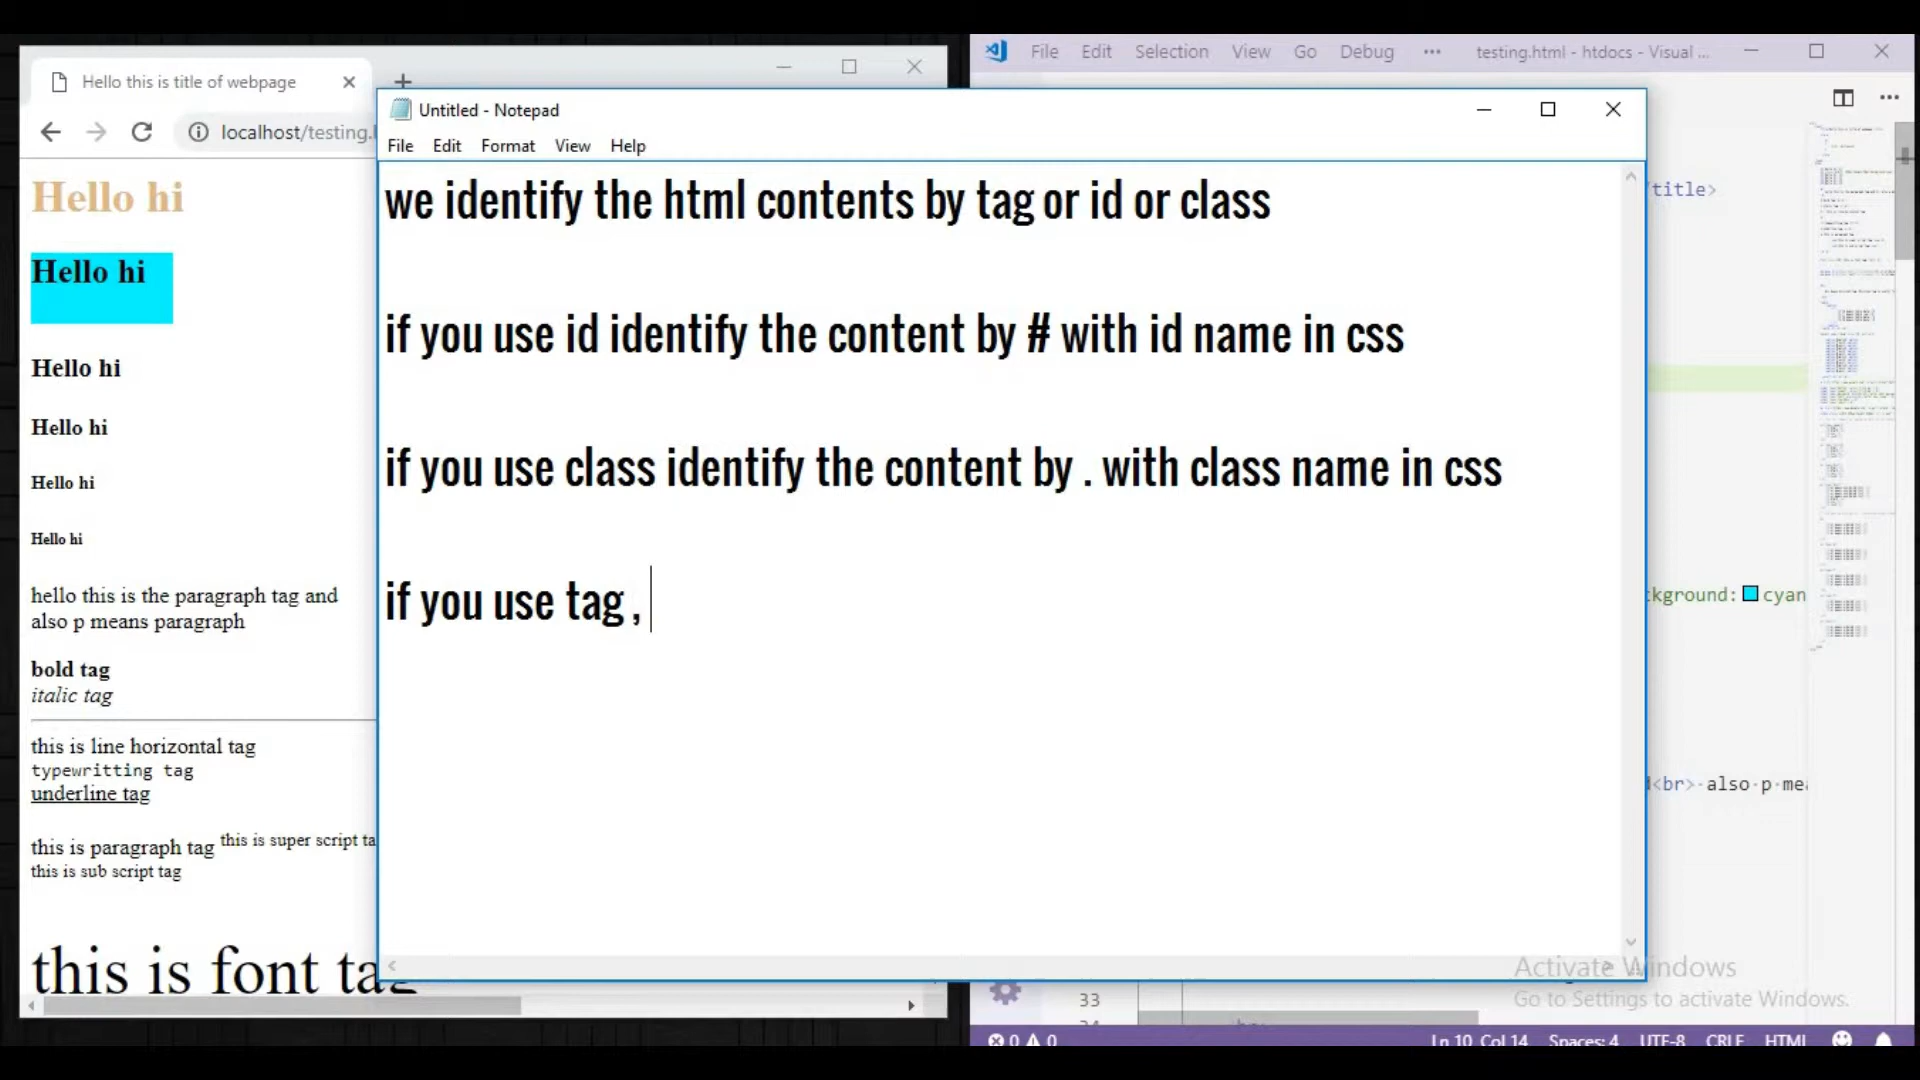 Hello this is title of webpage
localhost/testing.
Hello hi
Hello hi
Hello hi
Hello hi
Hello hi
Hello hi
hello this is the paragraph tag and
also p means paragraph
bold tag
italic tag
this is line horizontal tag
typewritting tag
underline tag
this is paragraph tag this is super script ta
this is sub script tag
this is font tag
Untitled - Notepad
File Edit Format View Help
we identify the html contents by tag or id or class
if you use id identify the content by # with id name in css
if you use class identify the content by . with class name in css
if you use tag ,
File Edit Selection View Go Debug ··· testing.html - htdocs - Visual ...
/title>
kground: cyan
<br> also p mea
Activate Windows
Go to Settings to activate Windows.
33
34
0 0 Ln 10, Col 14 Spaces: 4 UTF-8 CRLF HTML